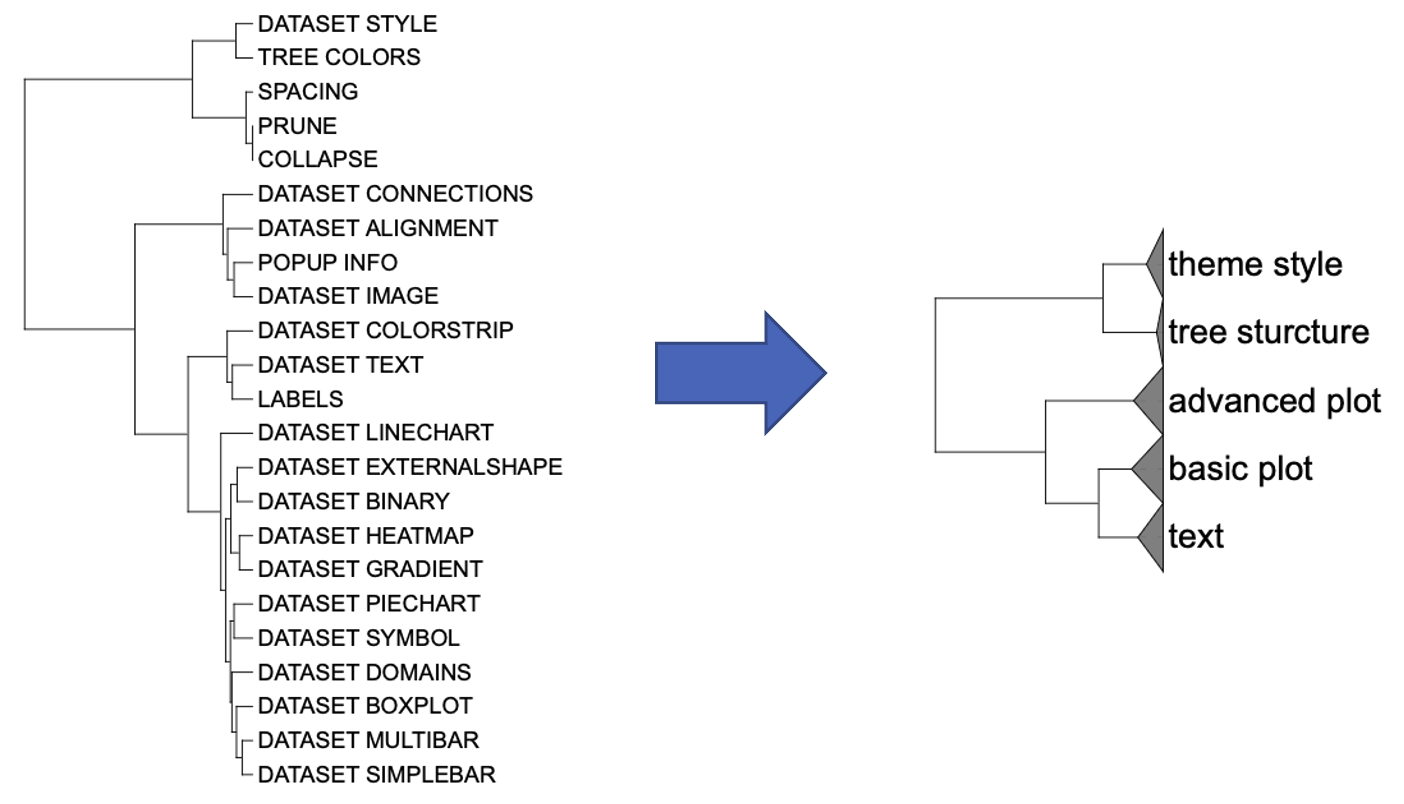 DATASET STYLE
TREE COLORS
SPACING
PRUNE
COLLAPSE
DATASET CONNECTIONS
DATASET ALIGNMENT
POPUP INFO
DATASET IMAGE
DATASET COLORSTRIP
DATASET TEXT
LABELS
DATASET LINECHART
DATASET EXTERNALSHAPE
DATASET BINARY
DATASET HEATMAP
DATASET GRADIENT
DATASET PIECHART
DATASET SYMBOL
DATASET DOMAINS
DATASET BOXPLOT
DATASET MULTIBAR
DATASET SIMPLEBAR
theme style
tree sturcture
advanced plot
basic plot
text